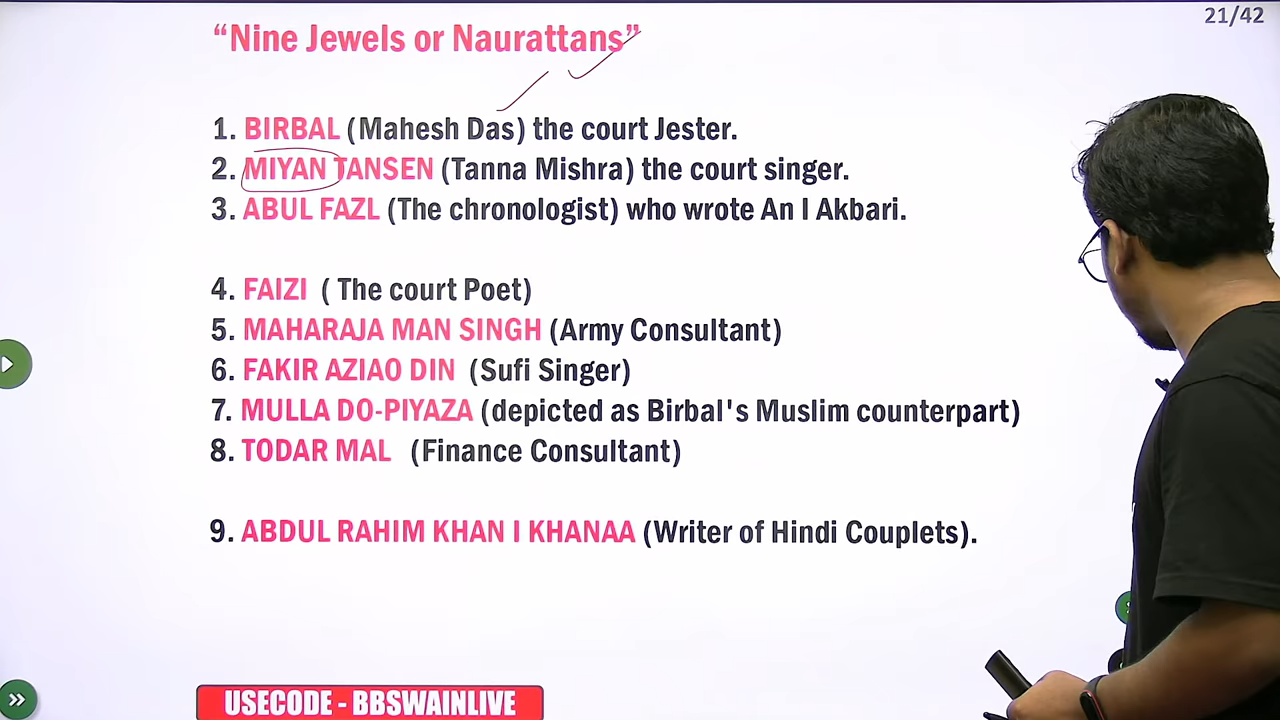 21/42
“Nine Jewels or Naurattans”
1. BIRBAL (Mahesh Das) the court Jester.
2. MIYAN TANSEN (Tanna Mishra) the court singer.
3. ABUL FAZL (The chronologist) who wrote An I Akbari.
4. FAIZI ( The court Poet)
5. MAHARAJA MAN SINGH (Army Consultant)
6. FAKIR AZIAO DIN (Sufi Singer)
7. MULLA DO-PIYAZA (depicted as Birbal's Muslim counterpart)
8. TODAR MAL (Finance Consultant)
9. ABDUL RAHIM KHAN I KHANAA (Writer of Hindi Couplets).
USECODE - BBSWAINLIVE